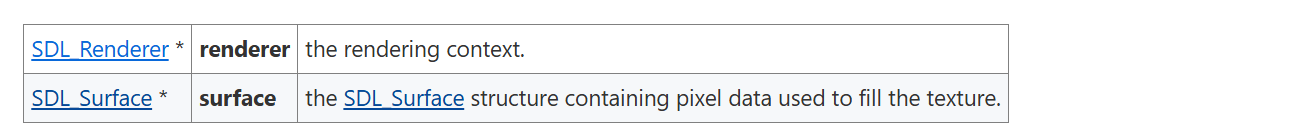 SDL_Renderer * renderer the rendering context.
SDL_Surface * surface the SDL_Surface structure containing pixel data used to fill the texture.